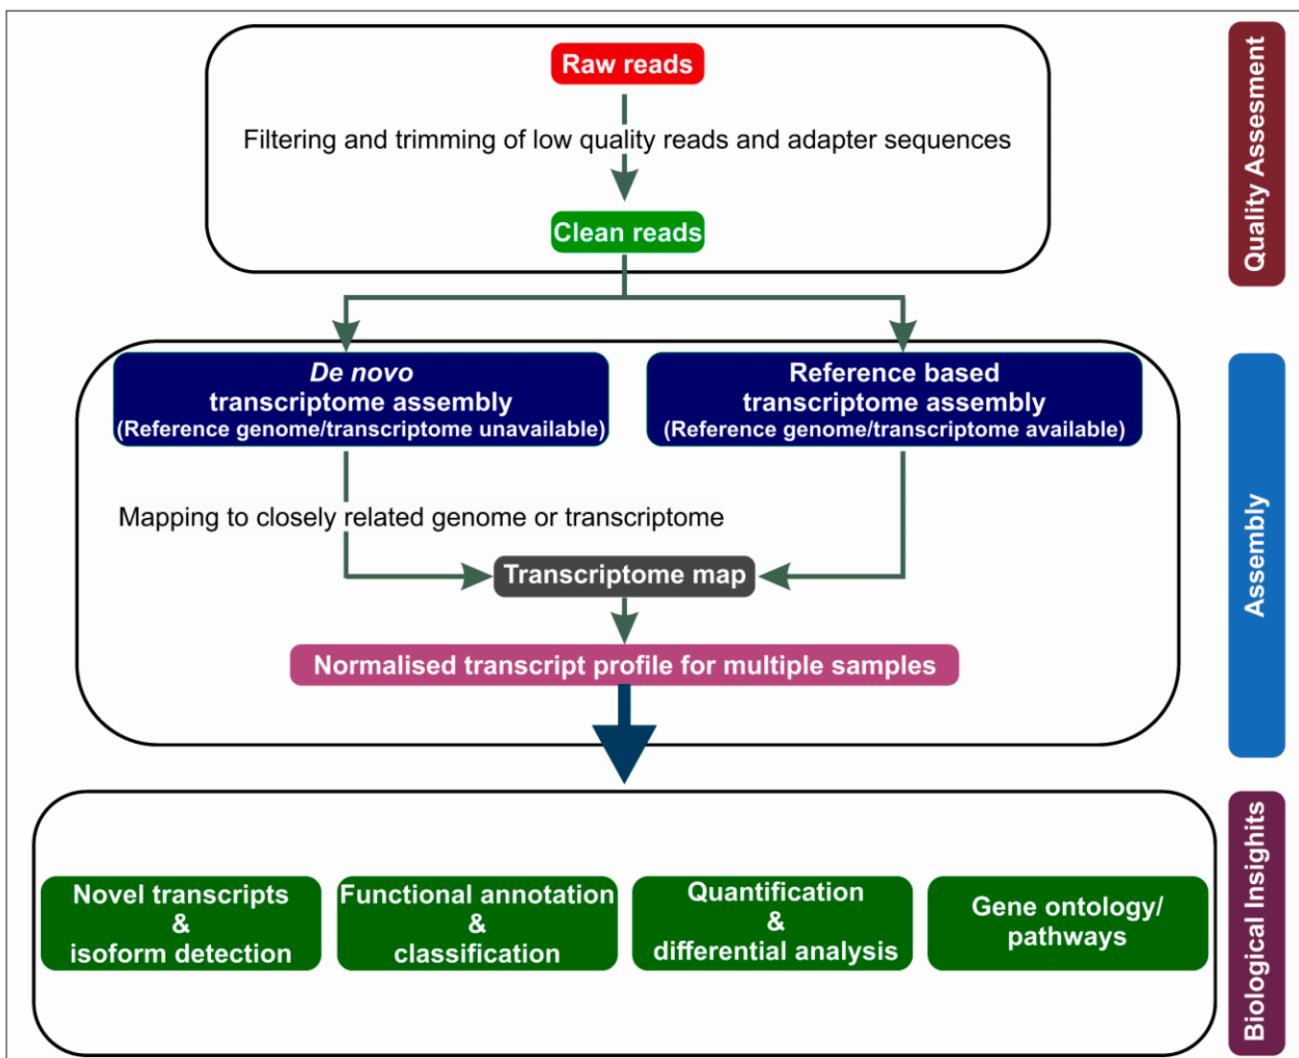 Raw reads
Filtering and trimming of low quality reads and adapter sequences
Clean reads
Quality Assesment
De novo
transcriptome assembly
(Reference genome/transcriptome unavailable)
Reference based
transcriptome assembly
(Reference genome/transcriptome available)
Mapping to closely related genome or transcriptome
Transcriptome map
Normalised transcript profile for multiple samples
Assembly
Novel transcripts
&
isoform detection
Functional annotation
&
classification
Quantification
&
differential analysis
Gene ontology/
pathways
Biological Insighits